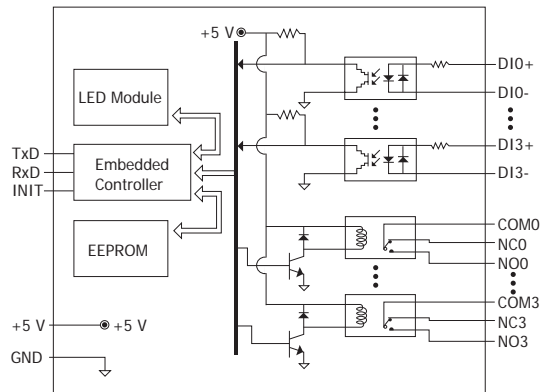 +5 V
LED Module
TxD
RxD
INIT
Embedded
Controller
EEPROM
+5 V
+5 V
GND
DI0+
DI0-
DI3+
DI3-
COM0
NC0
NO0
COM3
NC3
NO3